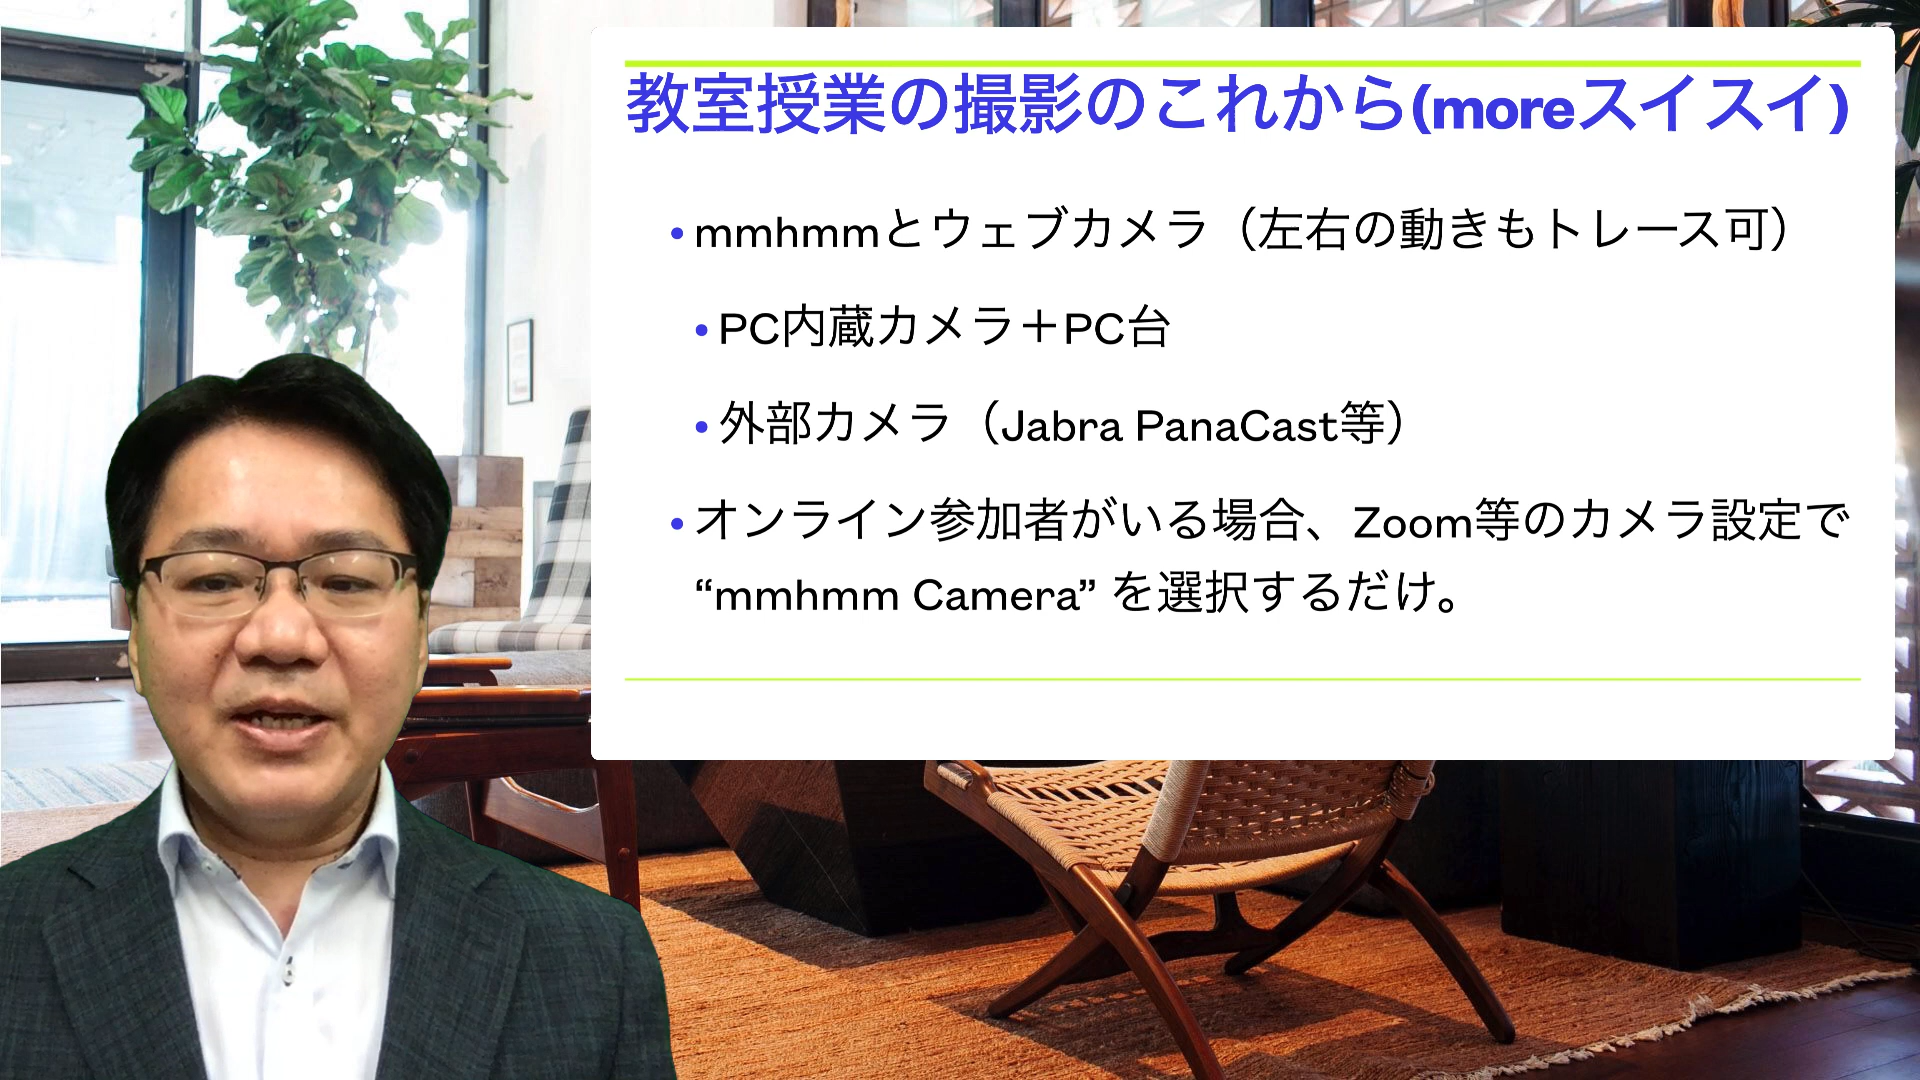 教室授業の撮影のこれから(moreスイスイ)
•mmhmmとウェブカメラ（左右の動きもトレース可）
•PC内蔵カメラ＋PC台
•外部カメラ（Jabra PanaCast等）
•オンライン参加者がいる場合、Zoom等のカメラ設定で
“mmhmm Camera” を選択するだけ。